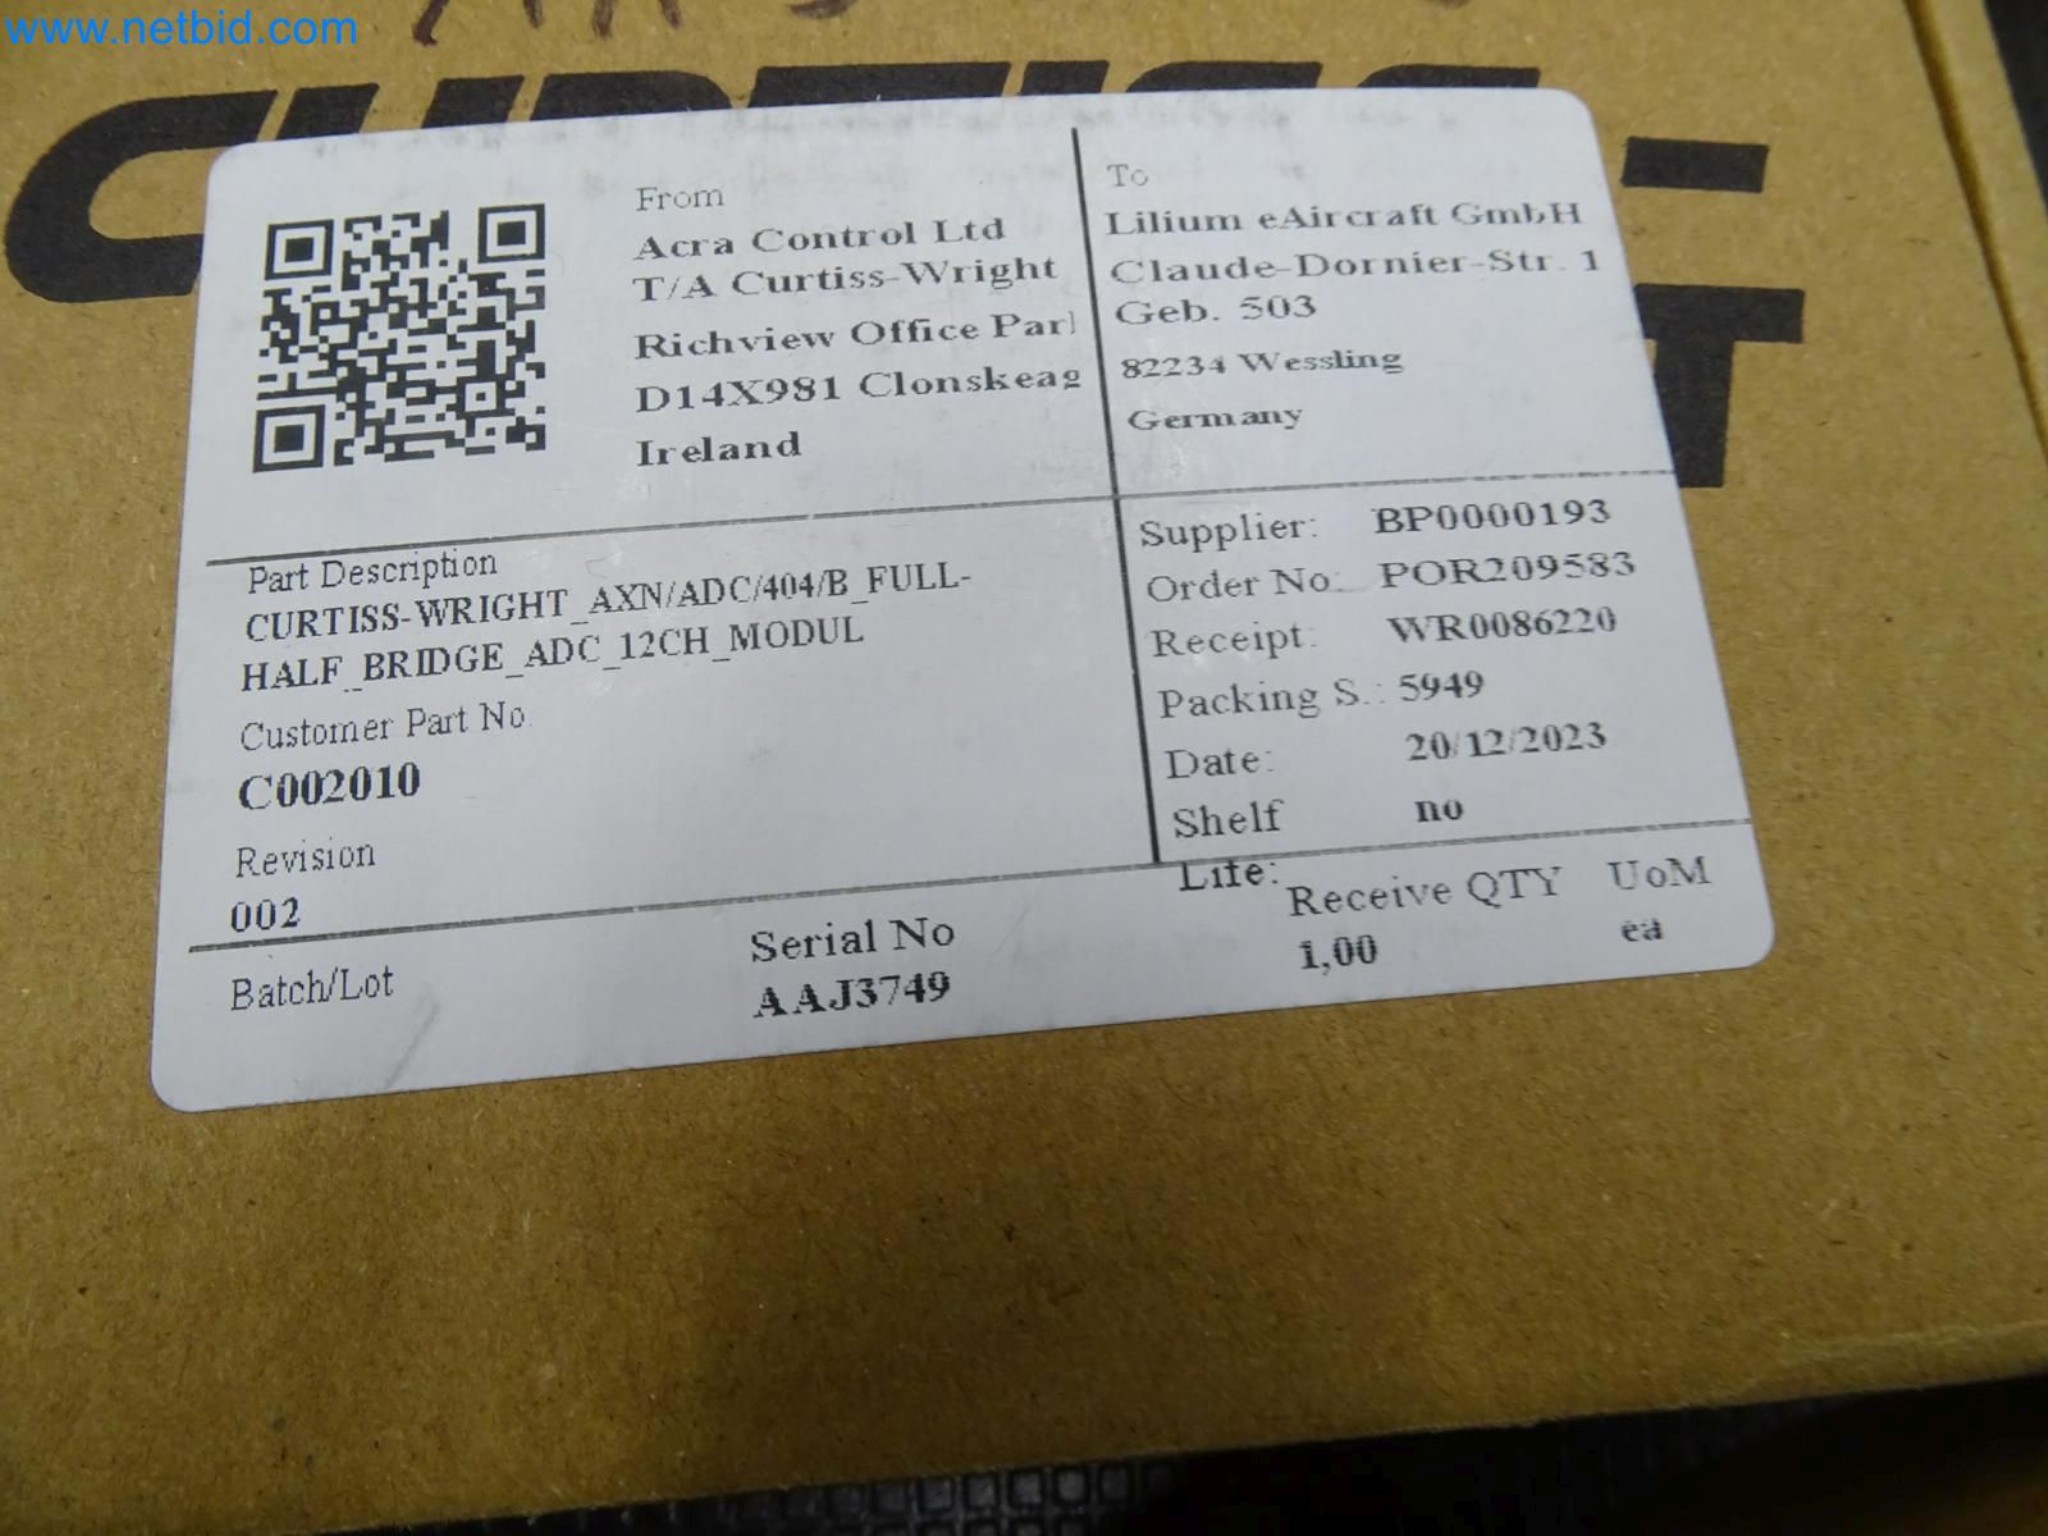 www.netbid.com
From
Acra Control Ltd
T/A Curtiss-Wright
Richview Office Par
D14X981 Clonskeag
Ireland
To
Lilium eAircraft GmbH
Claude-Dornier-Str. 1
Geb. 503
82234 Wessling
Germany
Part Description
CURTISS-WRIGHT_AXN/ADC/404/B_FULL-
HALF_BRIDGE_ADC_12CH_MODUL
Customer Part No.
C002010
Revision
002
Supplier: BP0000193
Order No: POR209583
Receipt: WR0086220
Packing S.: 5949
Date: 20/12/2023
Shelf no
Life:
Batch/Lot
Serial No
AAJ3749
Receive QTY UoM
1,00 ea